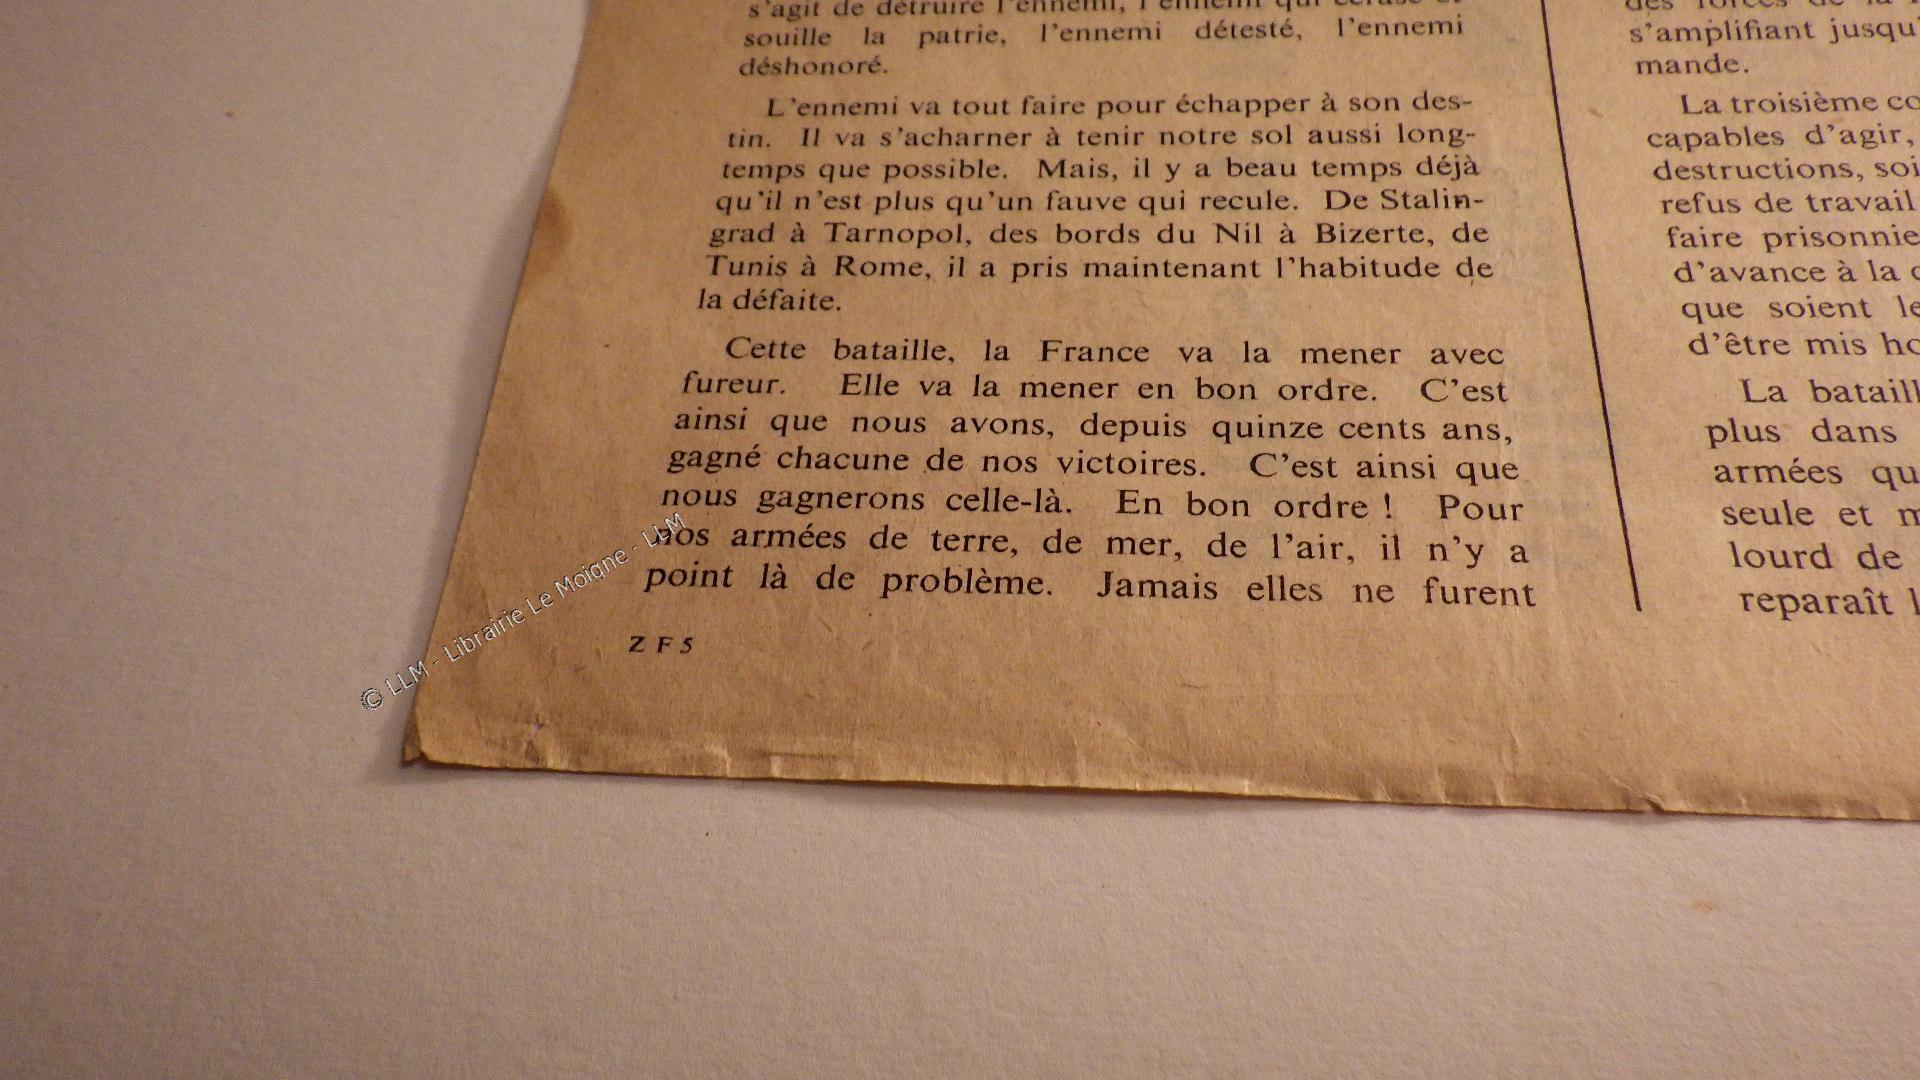 s'agit de détruire l'ennemi, l'ennemi qui écrase et
souille la patrie, l'ennemi détesté, l'ennemi
déshonoré.
L'ennemi va tout faire pour échapper à son des-
tin. Il va s'acharner à tenir notre sol aussi long-
temps que possible. Mais, il y a beau temps déjà
qu'il n'est plus qu'un fauve qui recule. De Stalin-
grad à Tarnopol, des bords du Nil à Bizerte, de
Tunis à Rome, il a pris maintenant l'habitude de
la défaite.
Cette bataille, la France va la mener avec
fureur. Elle va la mener en bon ordre. C'est
ainsi que nous avons, depuis quinze cents ans,
gagné chacune de nos victoires. C'est ainsi que
nous gagnerons celle-là. En bon ordre ! Pour
nos armées de terre, de mer, de l'air, il n'y a
point là de problème. Jamais elles ne furent
Z F 5
des forces de la
s'amplifiant jusqu'
mande.
La troisième co
capables d'agir,
destructions, soi
refus de travail
faire prisonnie
d'avance à la c
que soient le
d'être mis ho
La bataill
plus dans
armées qu
seule et m
lourd de
reparaît l
© LLM - Librairie Le Moigne - LLM